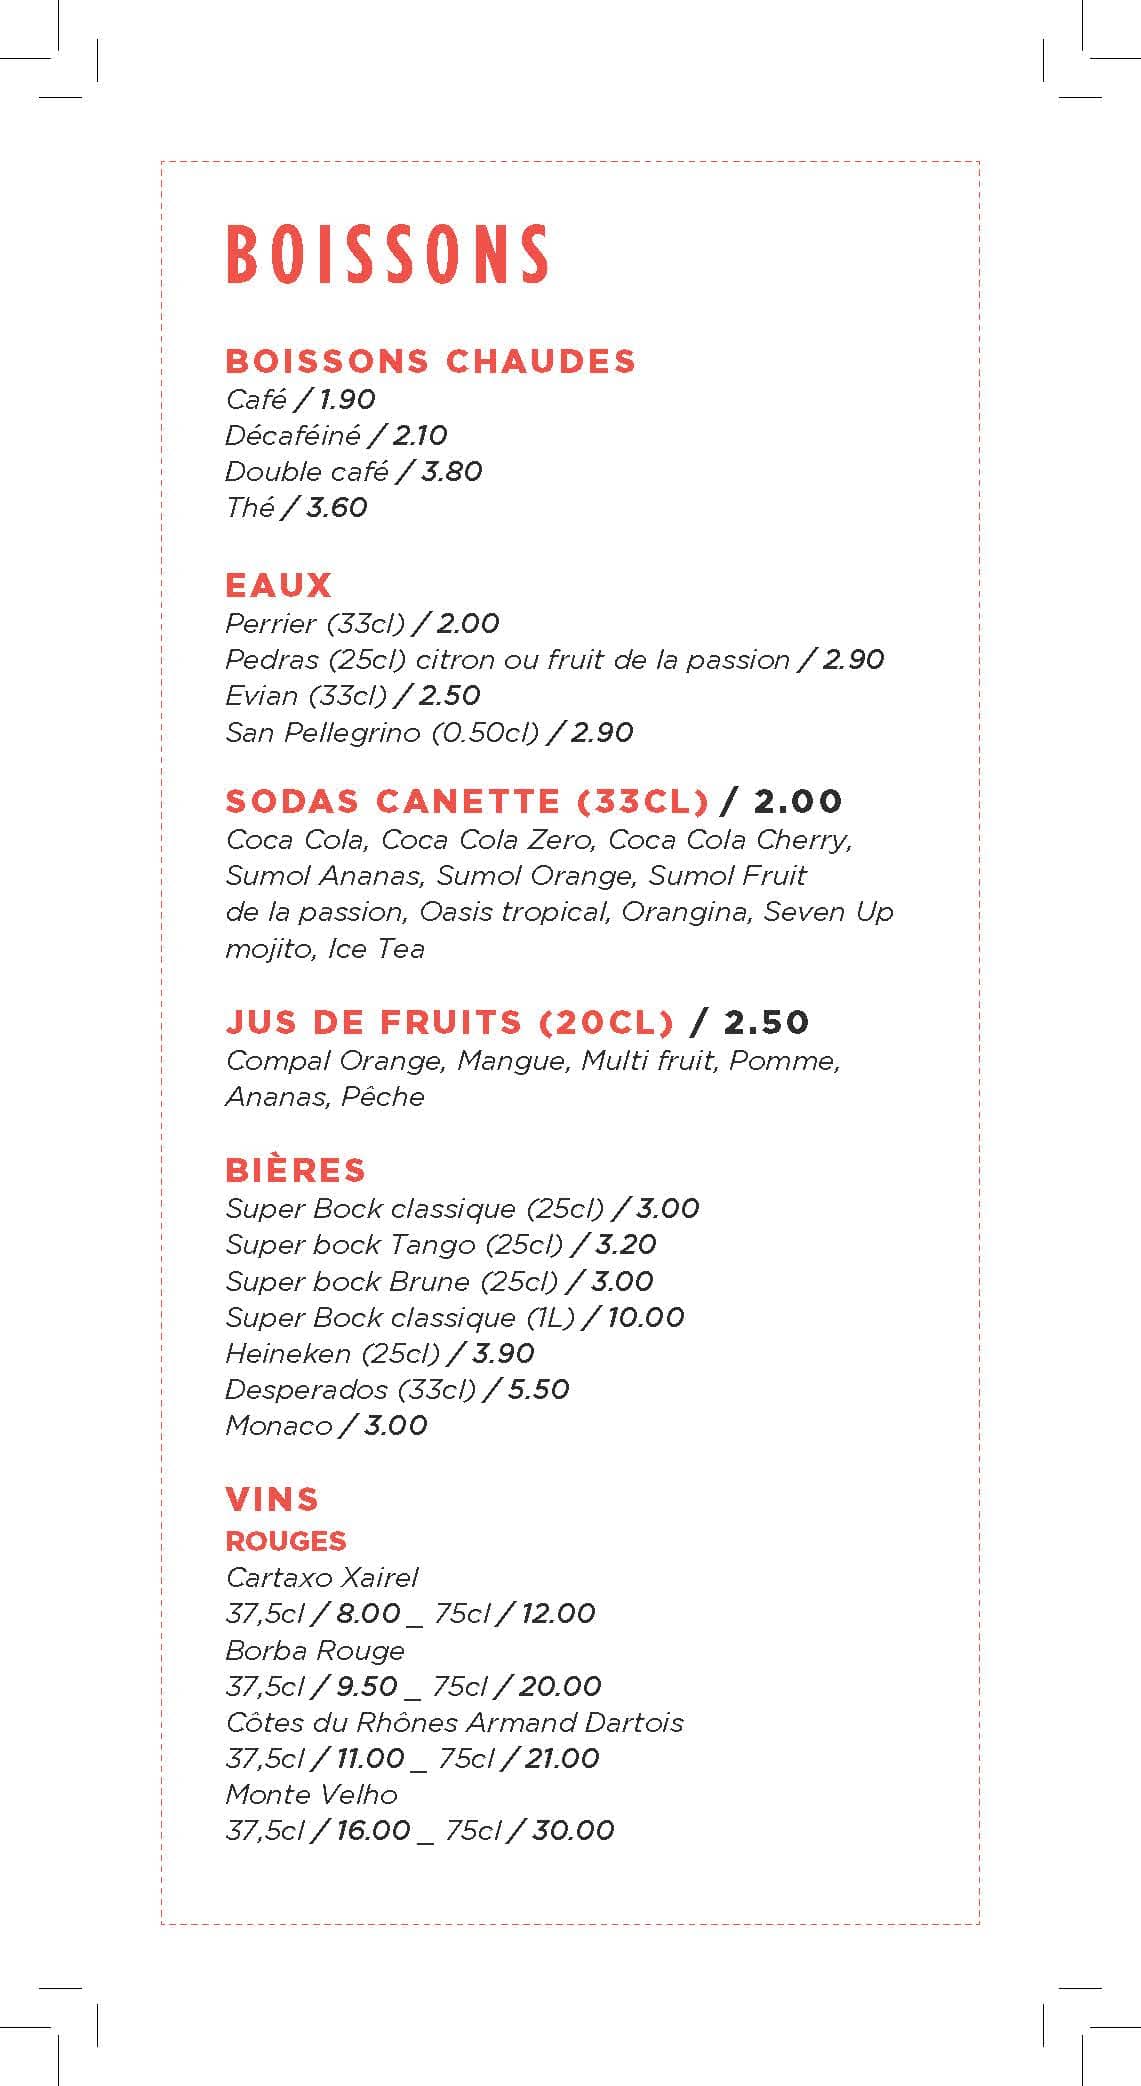 BOISSONS
BOISSONS CHAUDES
Café / 1.90
Décaféiné / 2.10
Double café / 3.80
Thé / 3.60
EAUX
Perrier (33cl) / 2.00
Pedras (25cl) citron ou fruit de la passion / 2.90
Evian (33cl) / 2.50
San Pellegrino (0.50cl) / 2.90
SODAS CANETTE (33CL) / 2.00
Coca Cola, Coca Cola Zero, Coca Cola Cherry,
Sumol Ananas, Sumol Orange, Sumol Fruit
de la passion, Oasis tropical, Orangina, Seven Up
mojito, Ice Tea
JUS DE FRUITS (20CL) / 2.50
Compal Orange, Mangue, Multi fruit, Pomme,
Ananas, Pêche
BIÈRES
Super Bock classique (25cl) / 3.00
Super bock Tango (25cl) / 3.20
Super bock Brune (25cl) / 3.00
Super Bock classique (1L) / 10.00
Heineken (25cl) / 3.90
Desperados (33cl) / 5.50
Monaco / 3.00
VINS
ROUGES
Cartaxo Xairel
37,5cl / 8.00 _ 75cl / 12.00
Borba Rouge
37,5cl / 9.50 _ 75cl / 20.00
Côtes du Rhônes Armand Dartois
37,5cl / 11.00 _ 75cl / 21.00
Monte Velho
37,5cl / 16.00 _ 75cl / 30.00